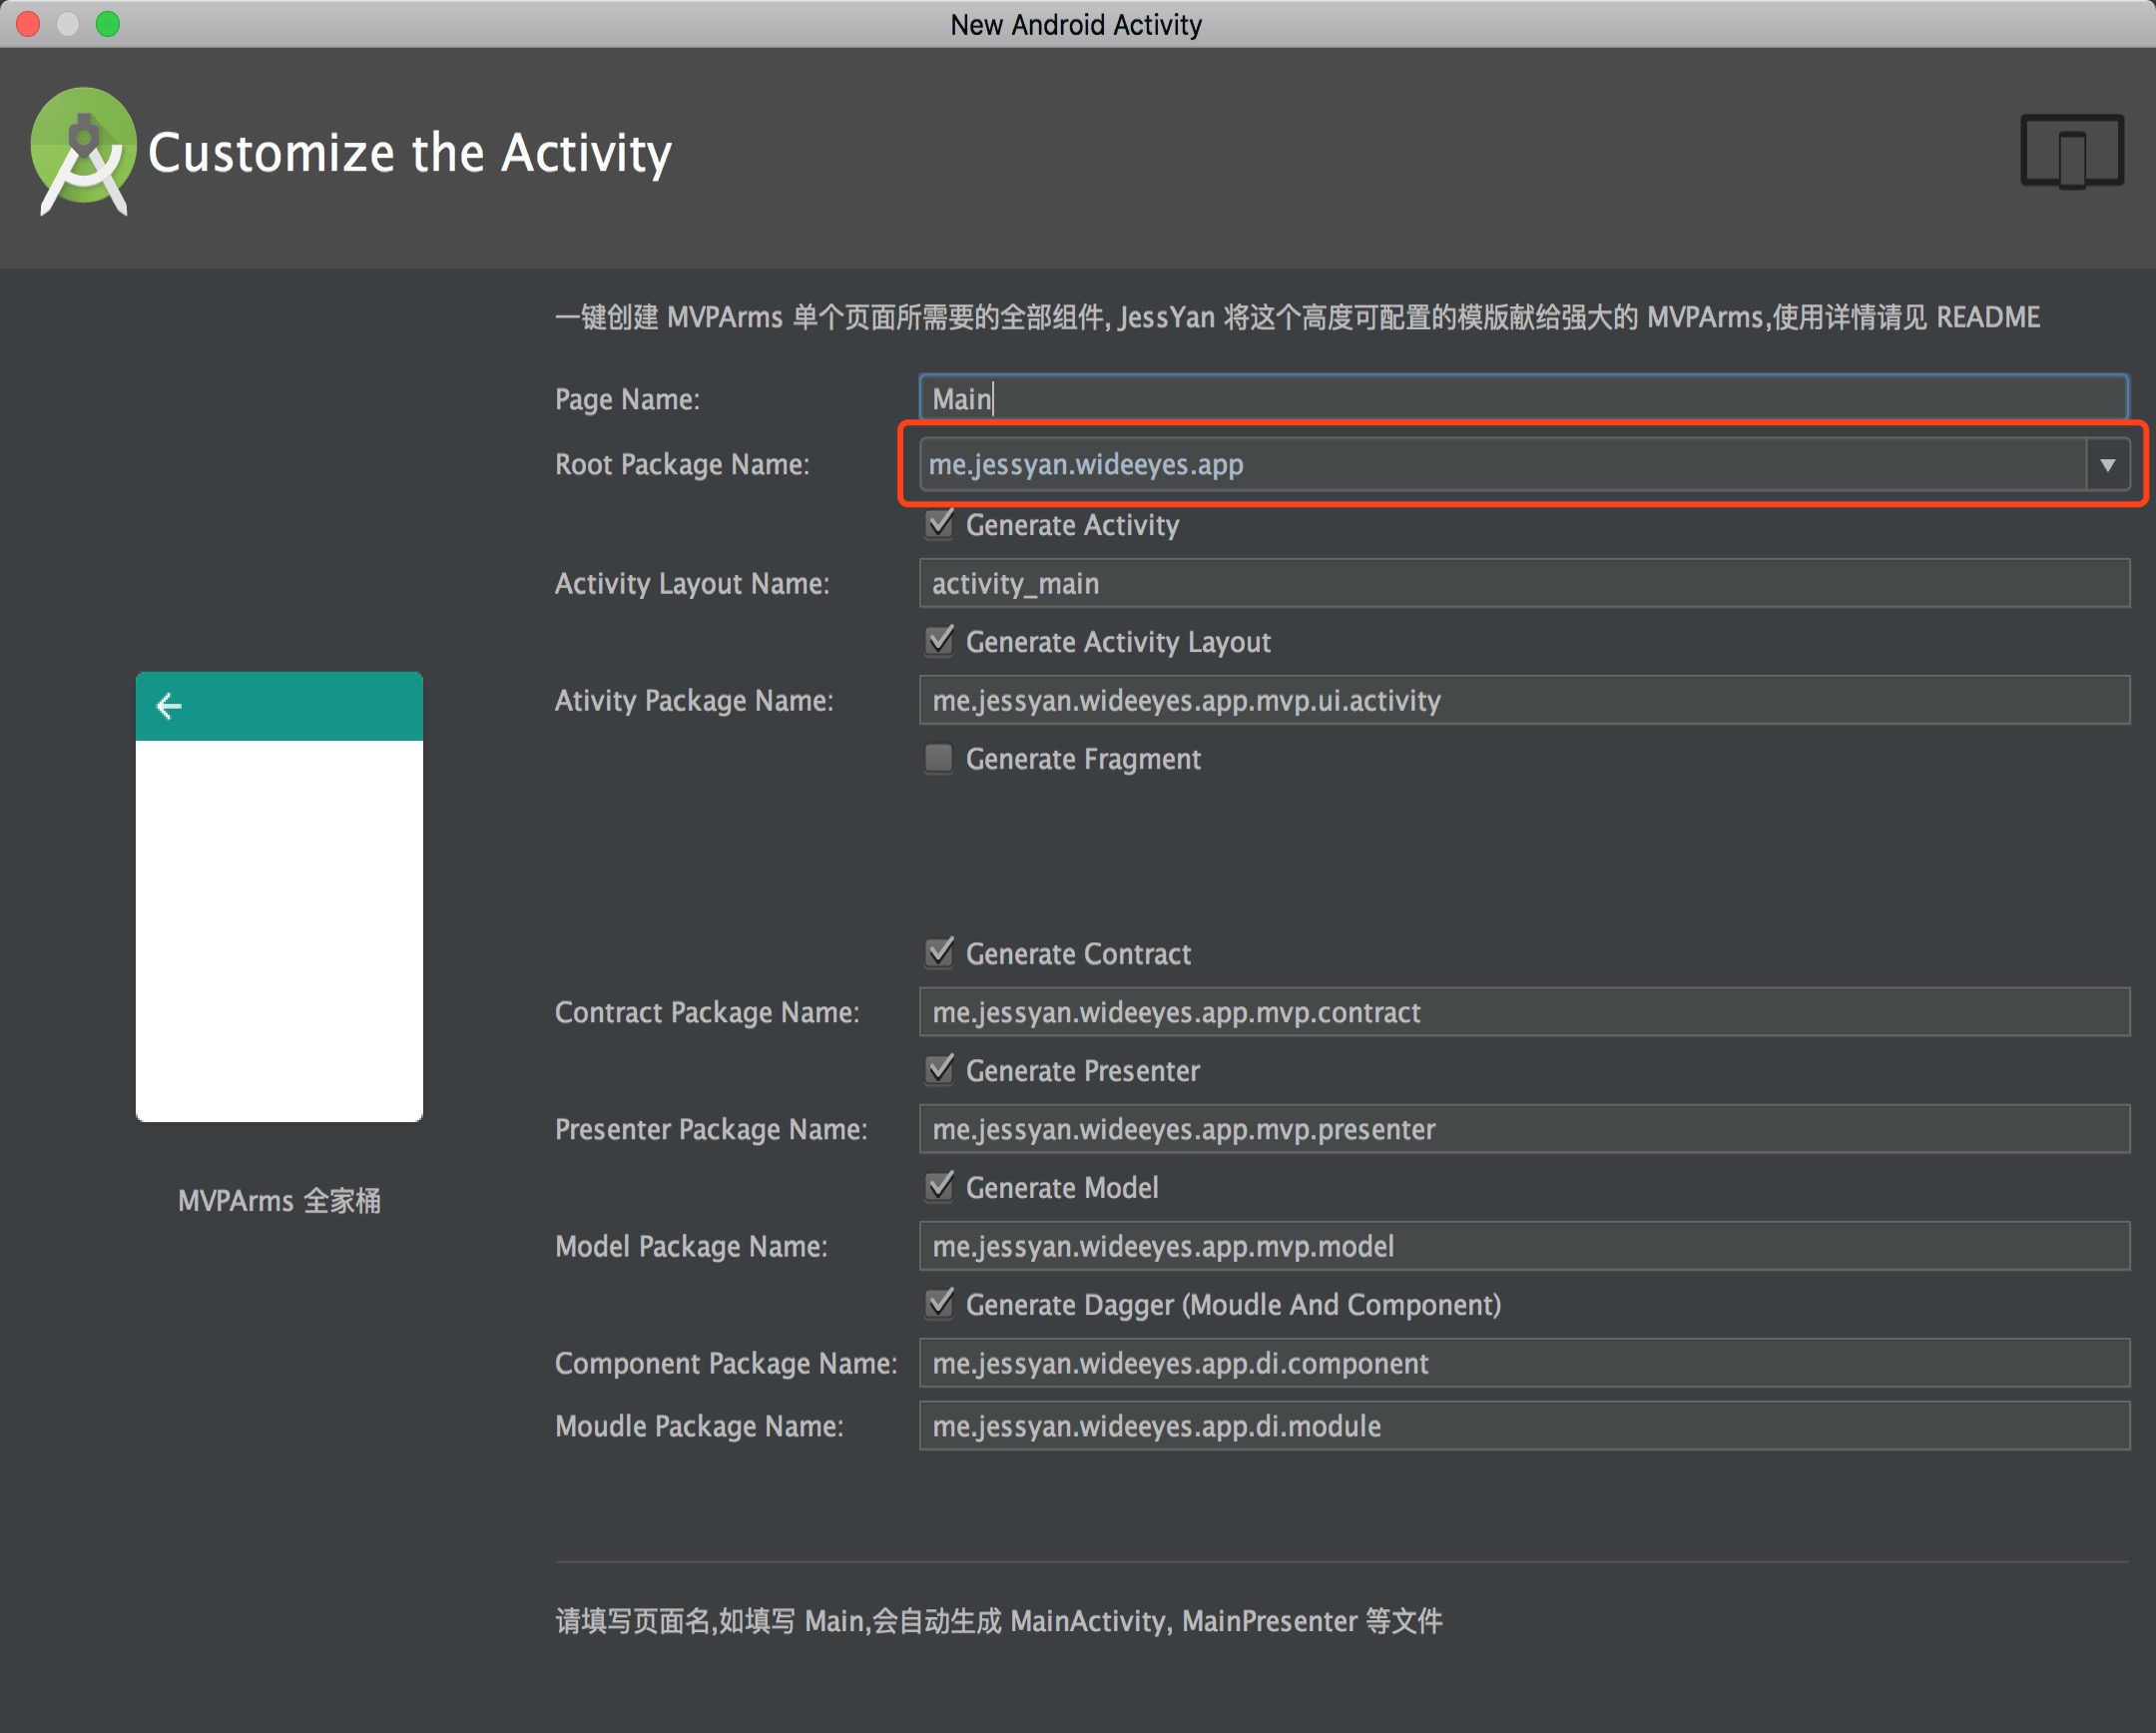 New Android Activity
Customize the Activity
一键创建 MVPArms 单个页面所需要的全部组件, JessYan 将这个高度可配置的模版献给强大的 MVPArms,使用详情请见 README
Page Name: Main
Root Package Name: me.jessyan.wideeyes.app
Generate Activity
Activity Layout Name: activity_main
Generate Activity Layout
Ativity Package Name: me.jessyan.wideeyes.app.mvp.ui.activity
Generate Fragment
Generate Contract
Contract Package Name: me.jessyan.wideeyes.app.mvp.contract
Generate Presenter
Presenter Package Name: me.jessyan.wideeyes.app.mvp.presenter
Generate Model
Model Package Name: me.jessyan.wideeyes.app.mvp.model
Generate Dagger (Moudle And Component)
Component Package Name: me.jessyan.wideeyes.app.di.component
Moudle Package Name: me.jessyan.wideeyes.app.di.module
MVPArms 全家桶
请填写页面名,如填写 Main,会自动生成 MainActivity, MainPresenter 等文件